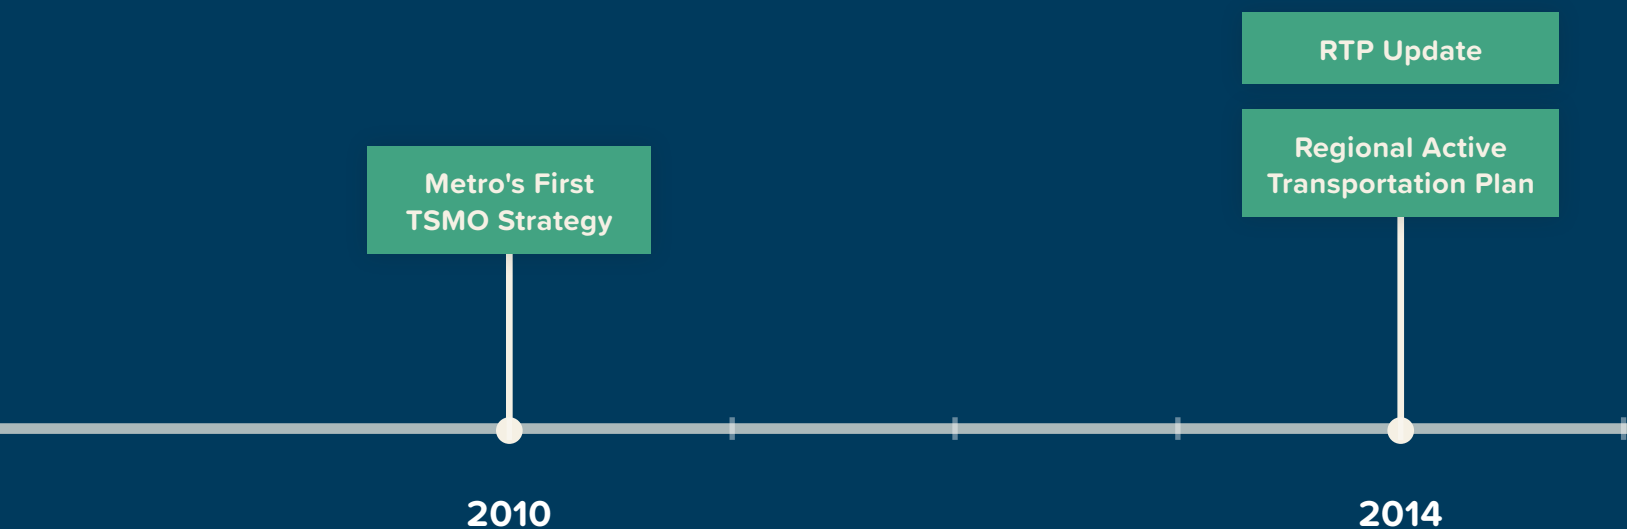 RTP Update
Regional Active
Transportation Plan
Metro's First
TSMO Strategy
2010
2014